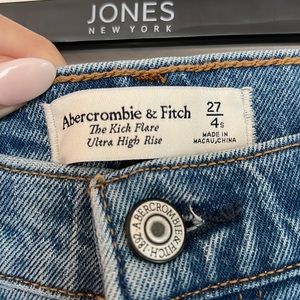 JONES
NEW YORK
Abercrombie & Fitch
The Kick Flare
Ultra High Rise
27
4s
MADE IN
MACAU, CHINA
ABERCROMBIE & FITCH · 1892 ·